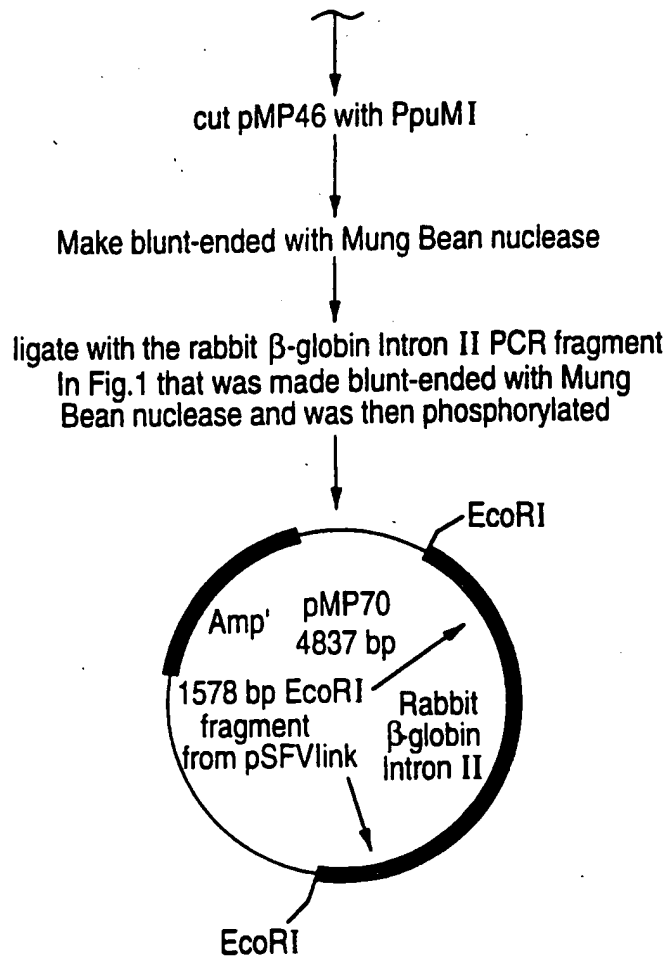 cut pMP46 with PpuMI
Make blunt-ended with Mung Bean nuclease
ligate with the rabbit β-globin Intron II PCR fragment
In Fig.1 that was made blunt-ended with Mung
Bean nuclease and was then phosphorylated
EcoRI
Amp'
pMP70
4837 bp
1578 bp EcoRI
fragment
from pSFVlink
Rabbit
β-globin
Intron II
EcoRI